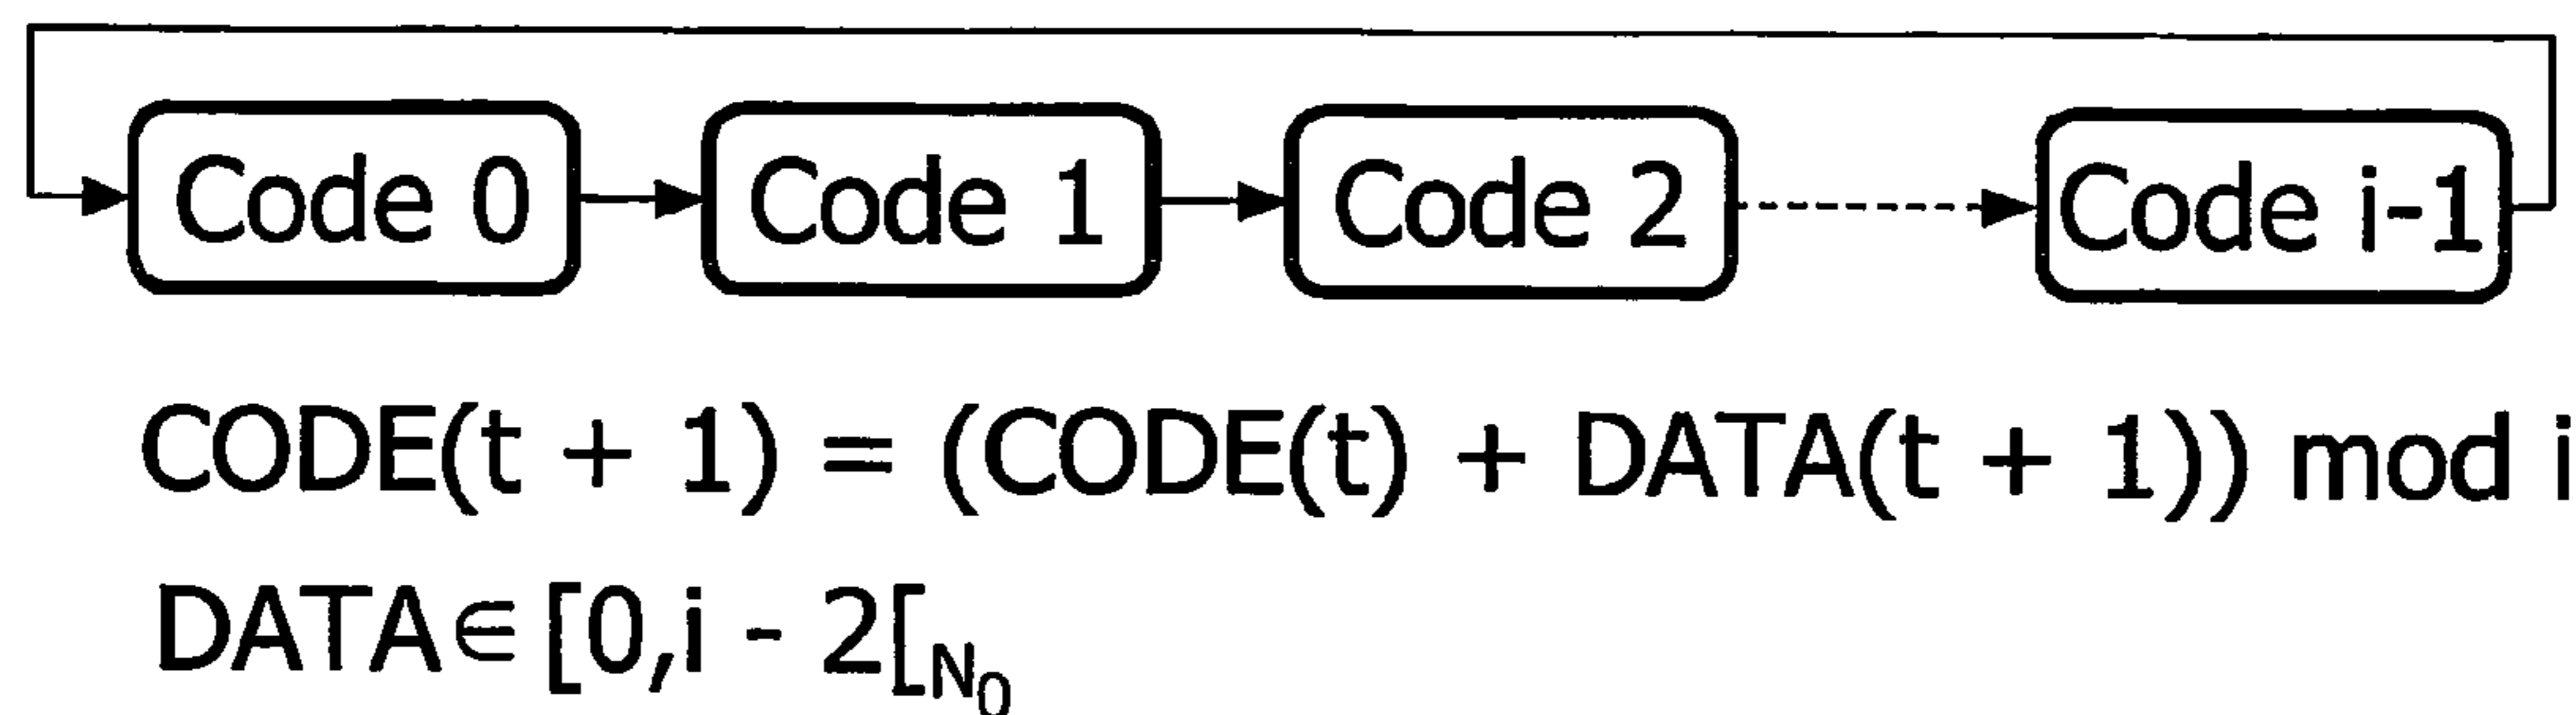 Code 0 Code 1 Code 2 Code i-1
CODE(t + 1) = (CODE(t) + DATA(t + 1)) mod i
DATA∈[0,i - 2[N₀